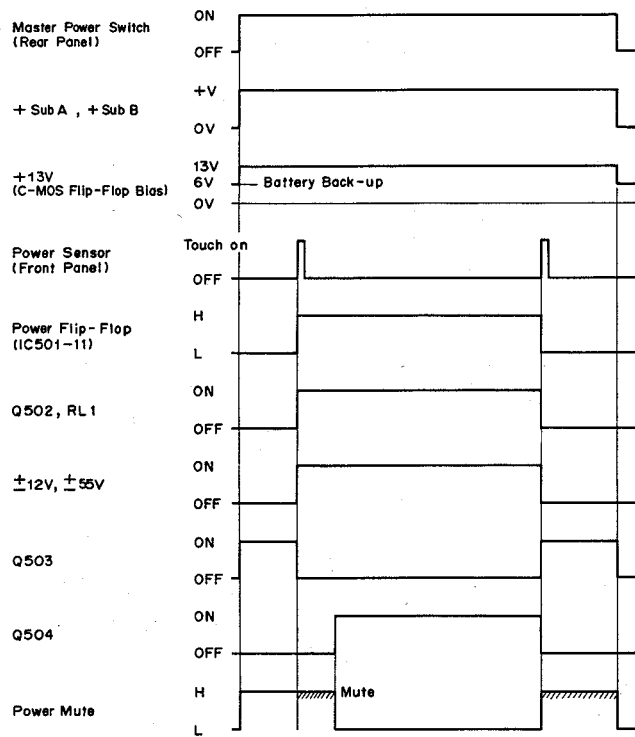 Master Power Switch
(Rear Panel)
ON
OFF
+ Sub A , + Sub B
+V
OV
+13V
(C-MOS Flip-Flop Bias)
13V
6V
Battery Back-up
OV
Power Sensor
(Front Panel)
Touch on
OFF
Power Flip-Flop
(IC501-11)
H
L
Q502, RL1
ON
OFF
±12V, ±55V
ON
OFF
Q503
ON
OFF
Q504
ON
OFF
Power Mute
H
Mute
L